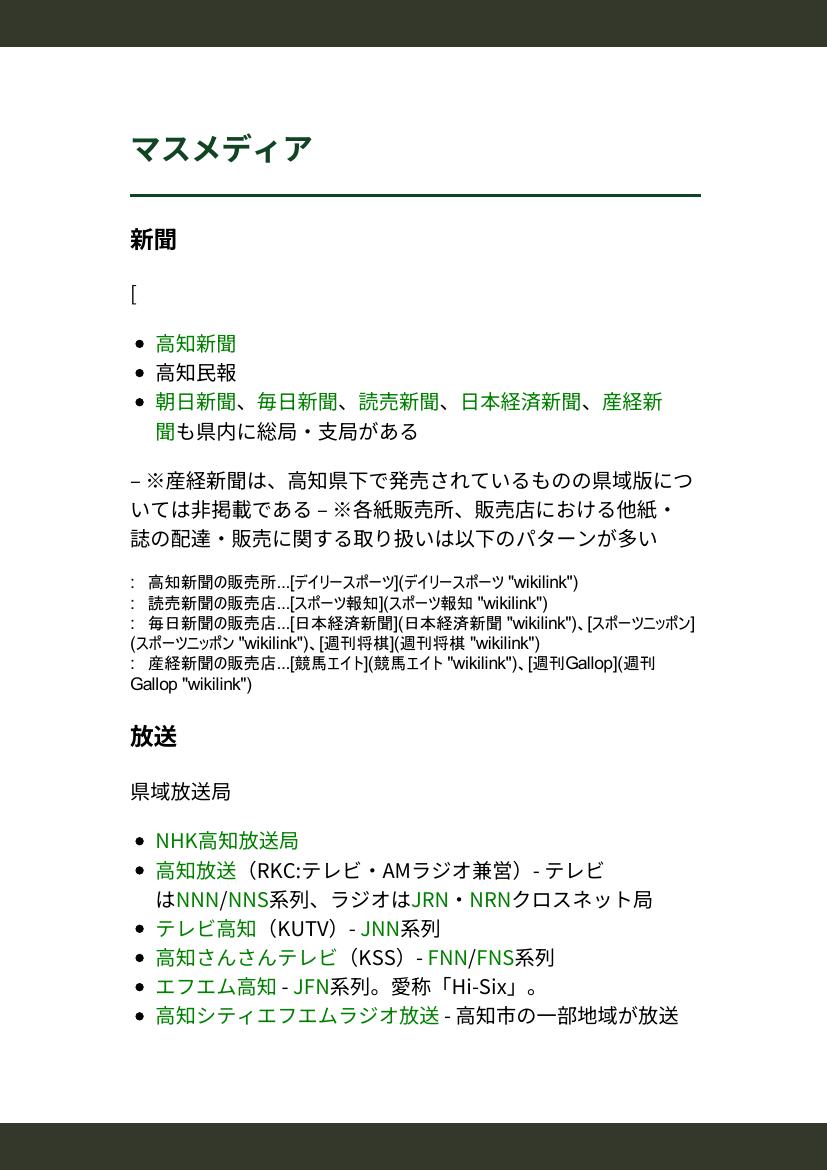 マスメディア
新聞
[
• 高知新聞
• 高知民報
• 朝日新聞、毎日新聞、読売新聞、日本経済新聞、産経新
聞も県内に総局・支局がある
– ※産経新聞は、高知県下で発売されているものの県域版につ
いては非掲載である – ※各紙販売所、販売店における他紙・
誌の配達・販売に関する取り扱いは以下のパターンが多い
:   高知新聞の販売所...[デイリースポーツ](デイリースポーツ "wikilink")
:   読売新聞の販売店...[スポーツ報知](スポーツ報知 "wikilink")
:   毎日新聞の販売店...[日本経済新聞](日本経済新聞 "wikilink")、[スポーツニッポン]
(スポーツニッポン "wikilink")、[週刊将棋](週刊将棋 "wikilink")
:   産経新聞の販売店...[競馬エイト](競馬エイト "wikilink")、[週刊Gallop](週刊
Gallop "wikilink")
放送
県域放送局
• NHK高知放送局
• 高知放送（RKC:テレビ・AMラジオ兼営）- テレビ
はNNN/NNS系列、ラジオはJRN・NRNクロスネット局
• テレビ高知（KUTV）- JNN系列
• 高知さんさんテレビ（KSS）- FNN/FNS系列
• エフエム高知 - JFN系列。愛称「Hi-Six」。
• 高知シティエフエムラジオ放送 - 高知市の一部地域が放送